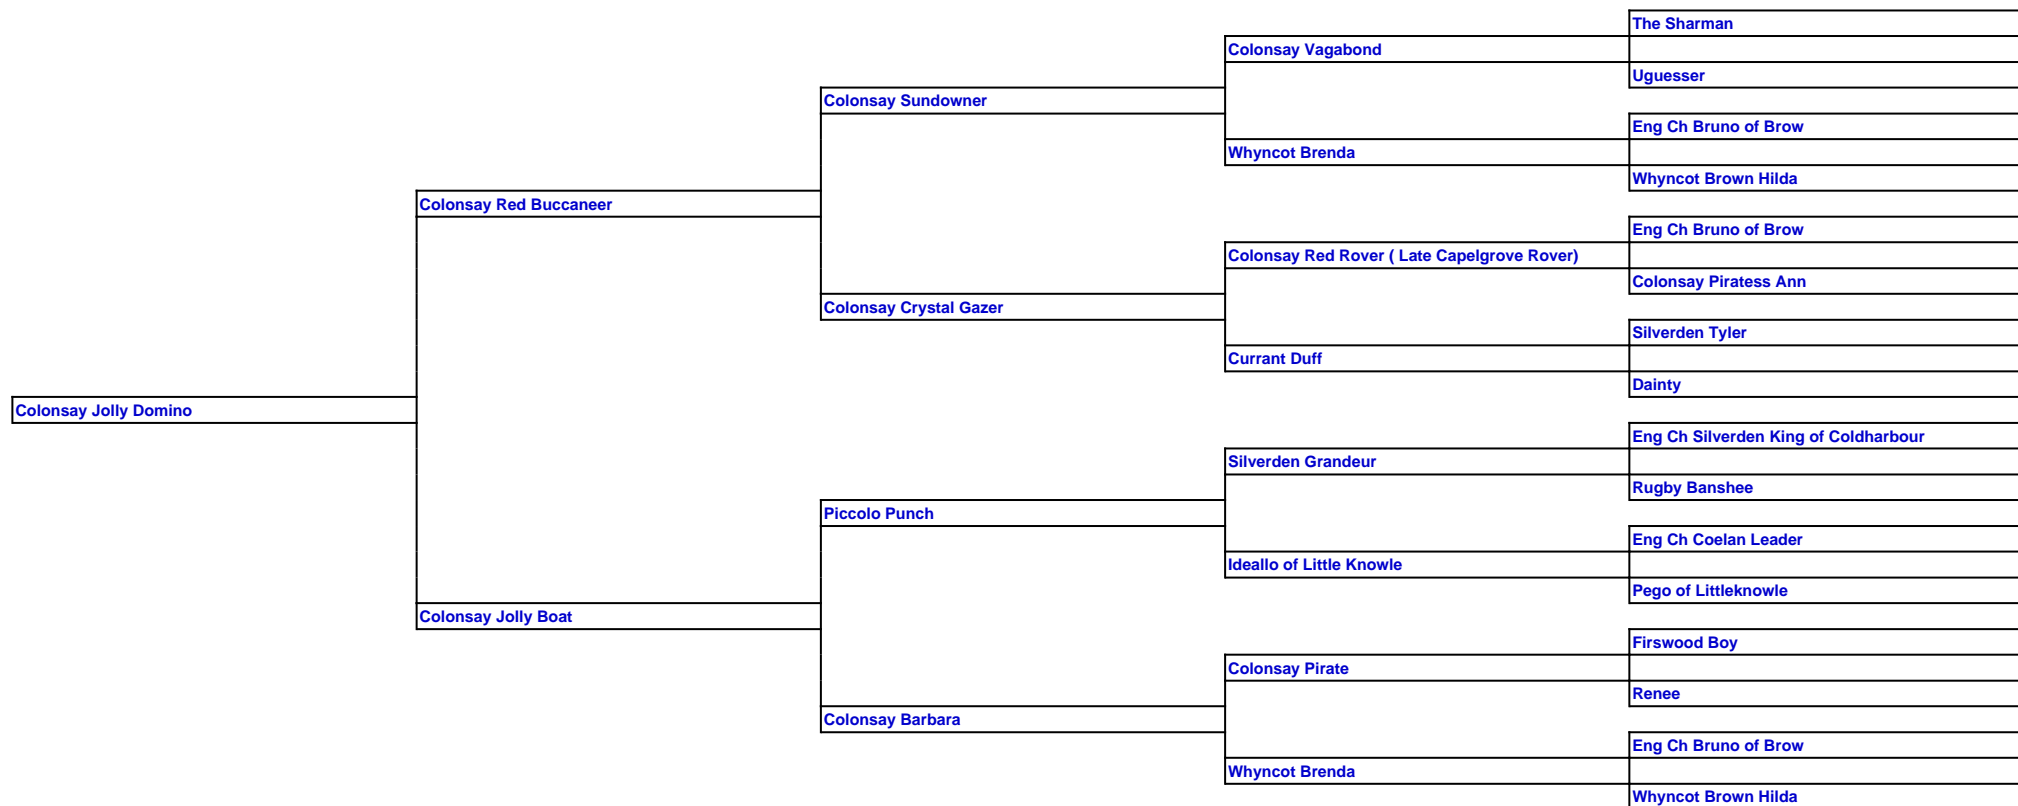 The Sharman
Colonsay Vagabond
Uguesser
Colonsay Sundowner
Eng Ch Bruno of Brow
Whyncot Brenda
Whyncot Brown Hilda
Colonsay Red Buccaneer
Eng Ch Bruno of Brow
Colonsay Red Rover ( Late Capelgrove Rover)
Colonsay Piratess Ann
Colonsay Crystal Gazer
Silverden Tyler
Currant Duff
Dainty
Colonsay Jolly Domino
Eng Ch Silverden King of Coldharbour
Silverden Grandeur
Rugby Banshee
Piccolo Punch
Eng Ch Coelan Leader
Ideallo of Little Knowle
Pego of Littleknowle
Colonsay Jolly Boat
Firswood Boy
Colonsay Pirate
Renee
Colonsay Barbara
Eng Ch Bruno of Brow
Whyncot Brenda
Whyncot Brown Hilda